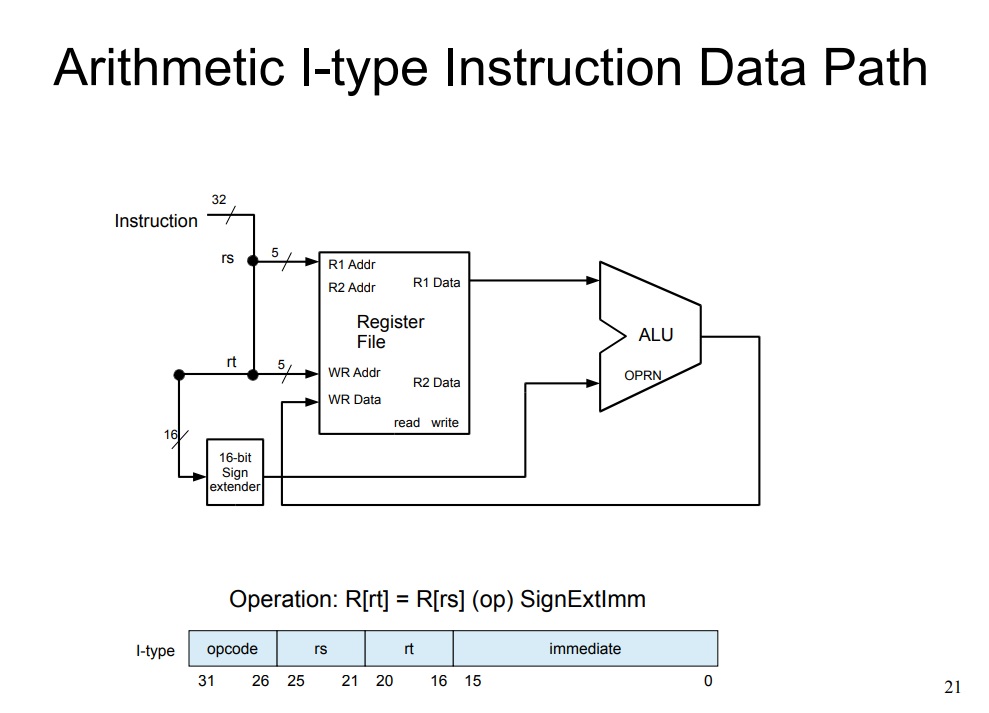 Arithmetic I-type Instruction Data Path
32
Instruction
rs
5
R1 Addr
R1 Data
R2 Addr
Register
File
ALU
rt
5
WR Addr
R2 Data
OPRN
WR Data
read write
16
16-bit
Sign
extender
Operation: R[rt] = R[rs] (op) SignExtImm
I-type opcode rs rt immediate
31 26 25 21 20 16 15 0
21